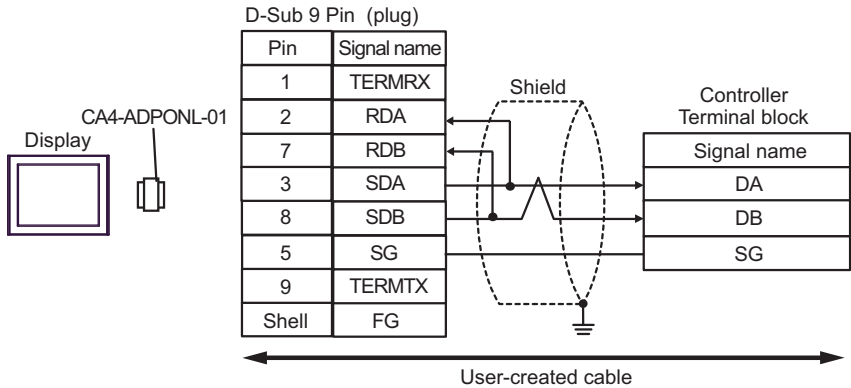 D-Sub 9 Pin (plug)
Pin Signal name
1 TERMRX
2 RDA
7 RDB
3 SDA
8 SDB
5 SG
9 TERMTX
Shell FG
CA4-ADPONL-01
Display
Shield
Controller
Terminal block
Signal name
DA
DB
SG
User-created cable